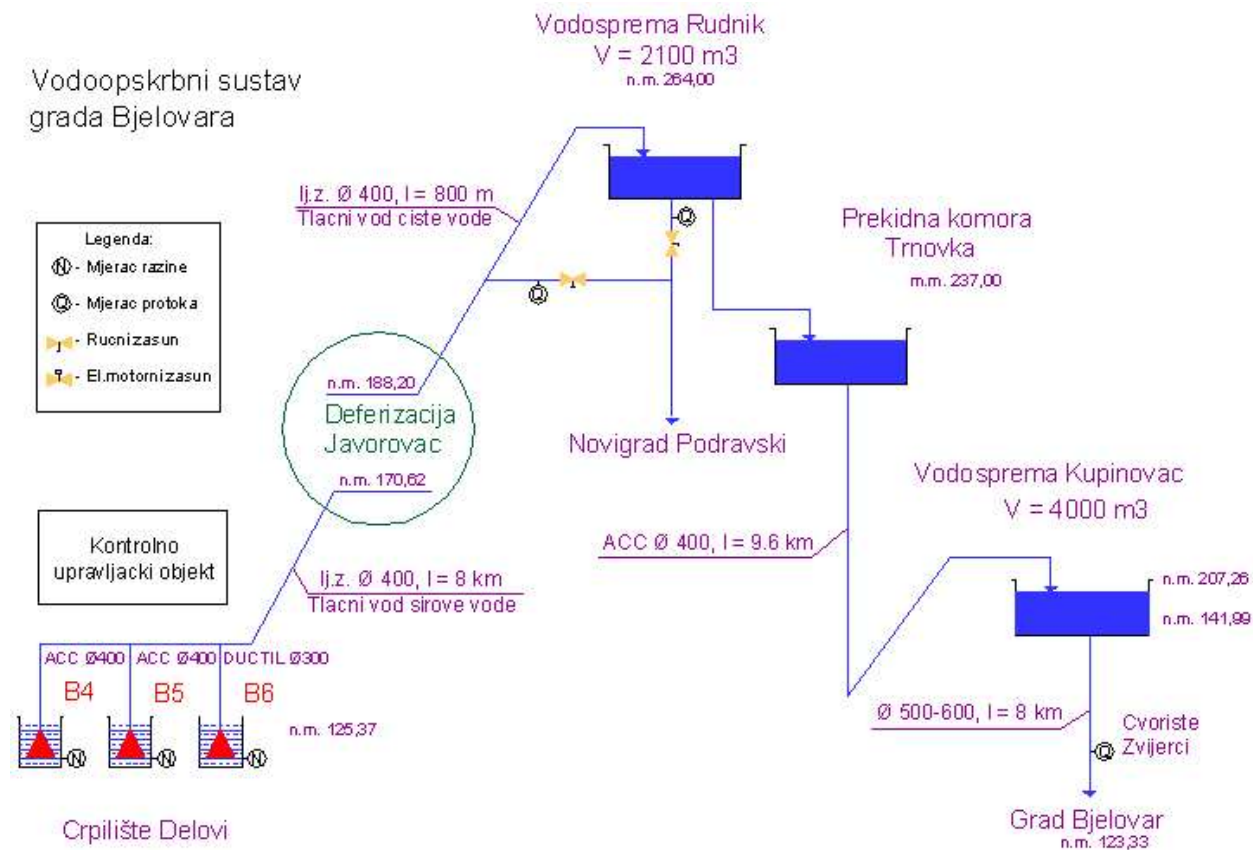 Vodoopskrbni sustav
grada Bjelovara
Vodosprema Rudnik
V = 2100 m3
n.m. 264,00
lj.z. Ø 400, l = 800 m
Tlacni vod ciste vode
Q
Prekidna komora
Trnovka
m.m. 237,00
Legenda:
N - Mjerac razine
Q - Mjerac protoka
- Rucni zasun
- El.motorni zasun
Q
n.m. 188,20
Deferizacija
Javorovac
n.m. 170,62
Novigrad Podravski
Vodosprema Kupinovac
V = 4000 m3
Kontrolno
upravljacki objekt
ACC Ø 400, l = 9.6 km
lj.z. Ø 400, l = 8 km
Tlacni vod sirove vode
n.m. 207,26
n.m. 141,99
ACC Ø400 ACC Ø400 DUCTIL Ø300
B4 B5 B6
n.m. 125,37
N N N
Ø 500-600, l = 8 km
Cvoriste
Zvijerci
Q
Crpilište Delovi
Grad Bjelovar
n.m. 123,33